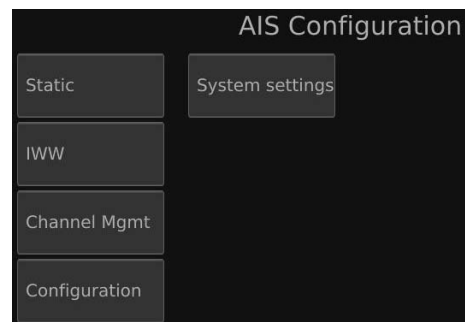 AIS Configuration
Static
System settings
IWW
Channel Mgmt
Configuration